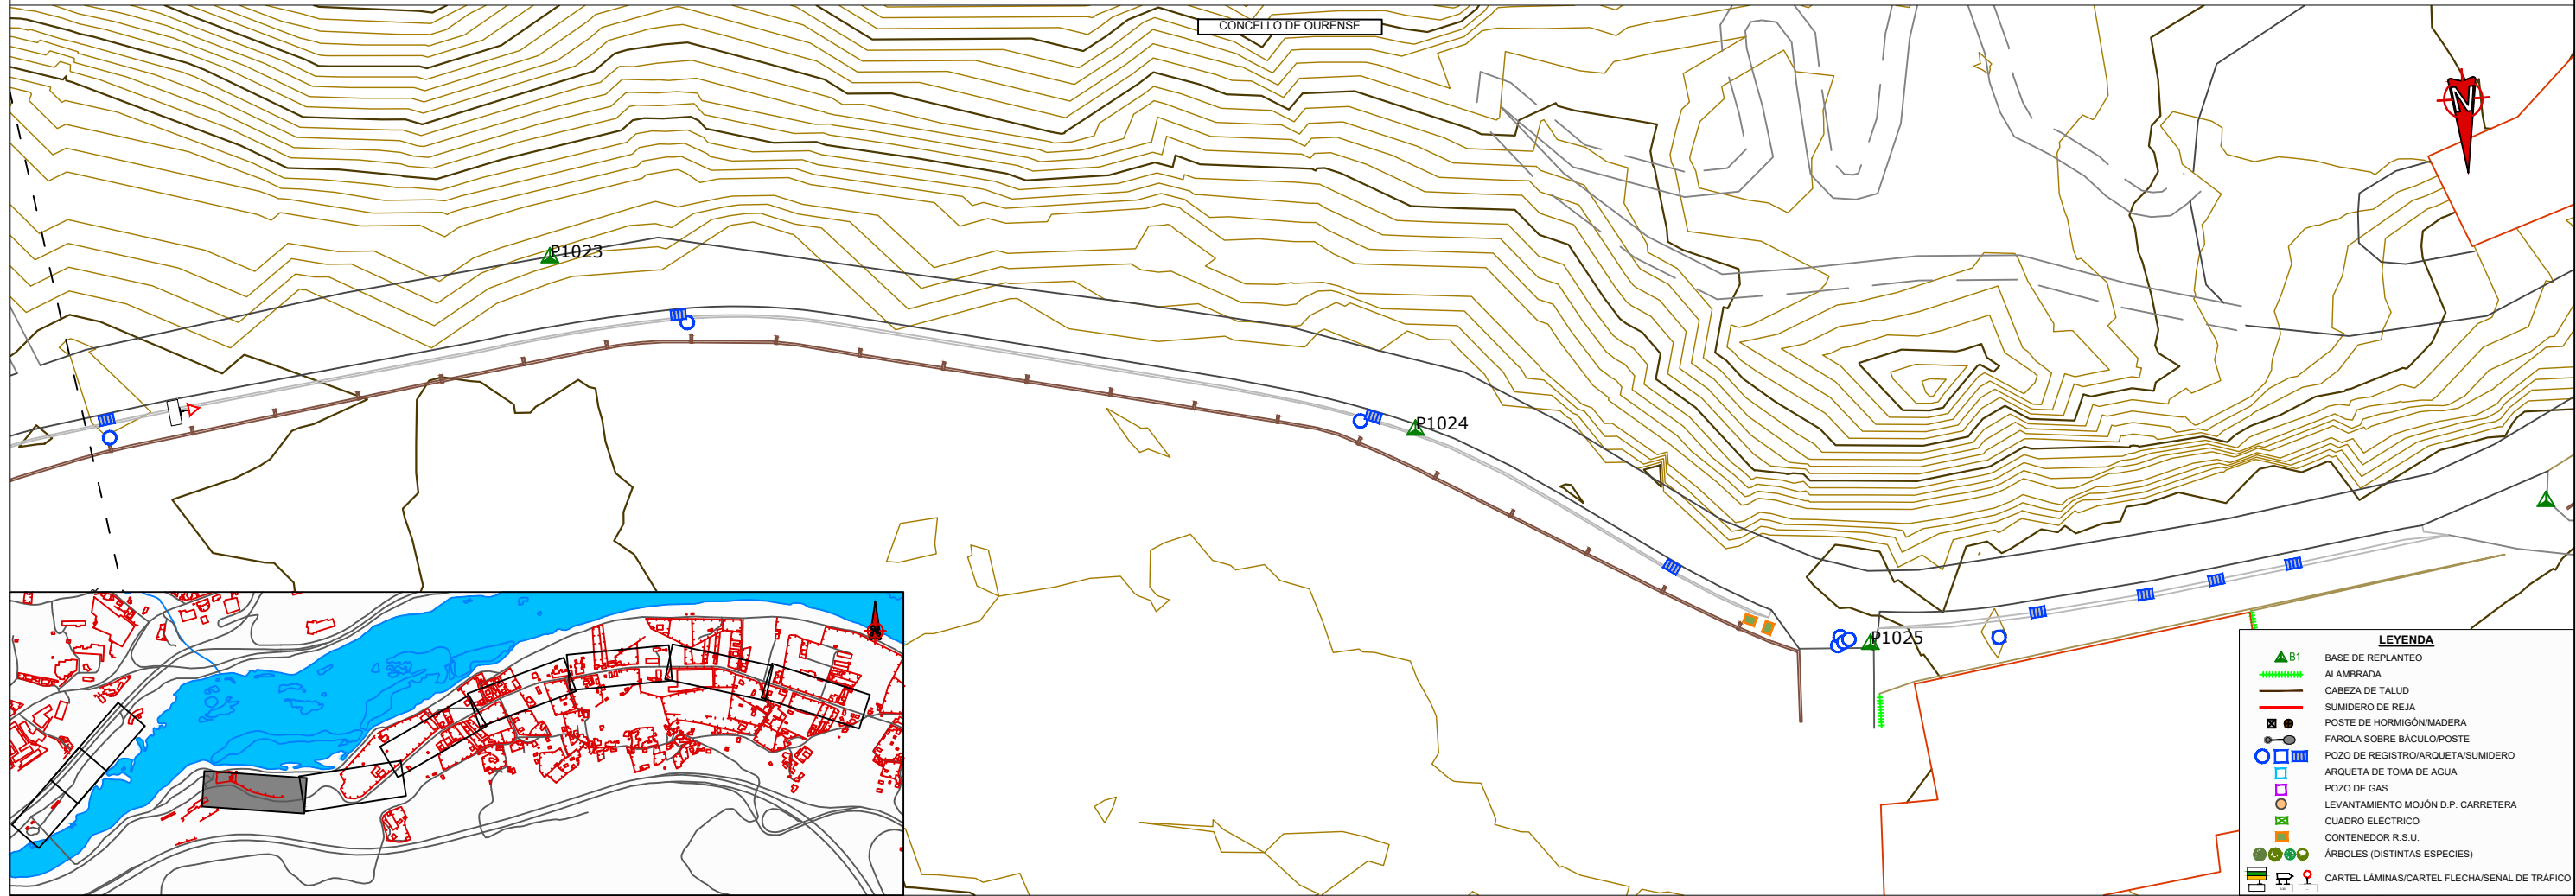 CONCELLO DE OURENSE
N
P1023
P1024
P1025
LEYENDA
B1 BASE DE REPLANTEO
ALAMBRADA
CABEZA DE TALUD
SUMIDERO DE REJA
POSTE DE HORMIGÓN/MADERA
FAROLA SOBRE BÁCULO/POSTE
POZO DE REGISTRO/ARQUETA/SUMIDERO
ARQUETA DE TOMA DE AGUA
POZO DE GAS
LEVANTAMIENTO MOJÓN D.P. CARRETERA
CUADRO ELÉCTRICO
CONTENEDOR R.S.U.
ÁRBOLES (DISTINTAS ESPECIES)
CARTEL LÁMINAS/CARTEL FLECHA/SEÑAL DE TRÁFICO